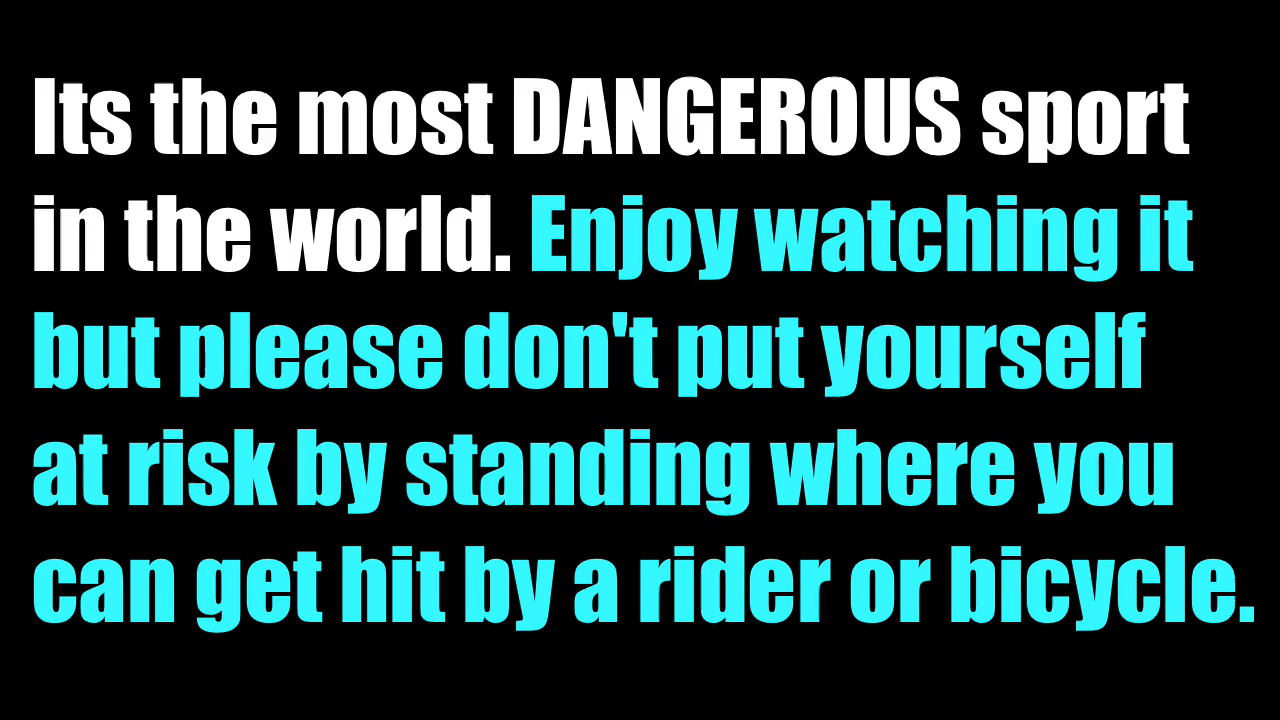 Its the most DANGEROUS sport
in the world. Enjoy watching it
but please don't put yourself
at risk by standing where you
can get hit by a rider or bicycle.